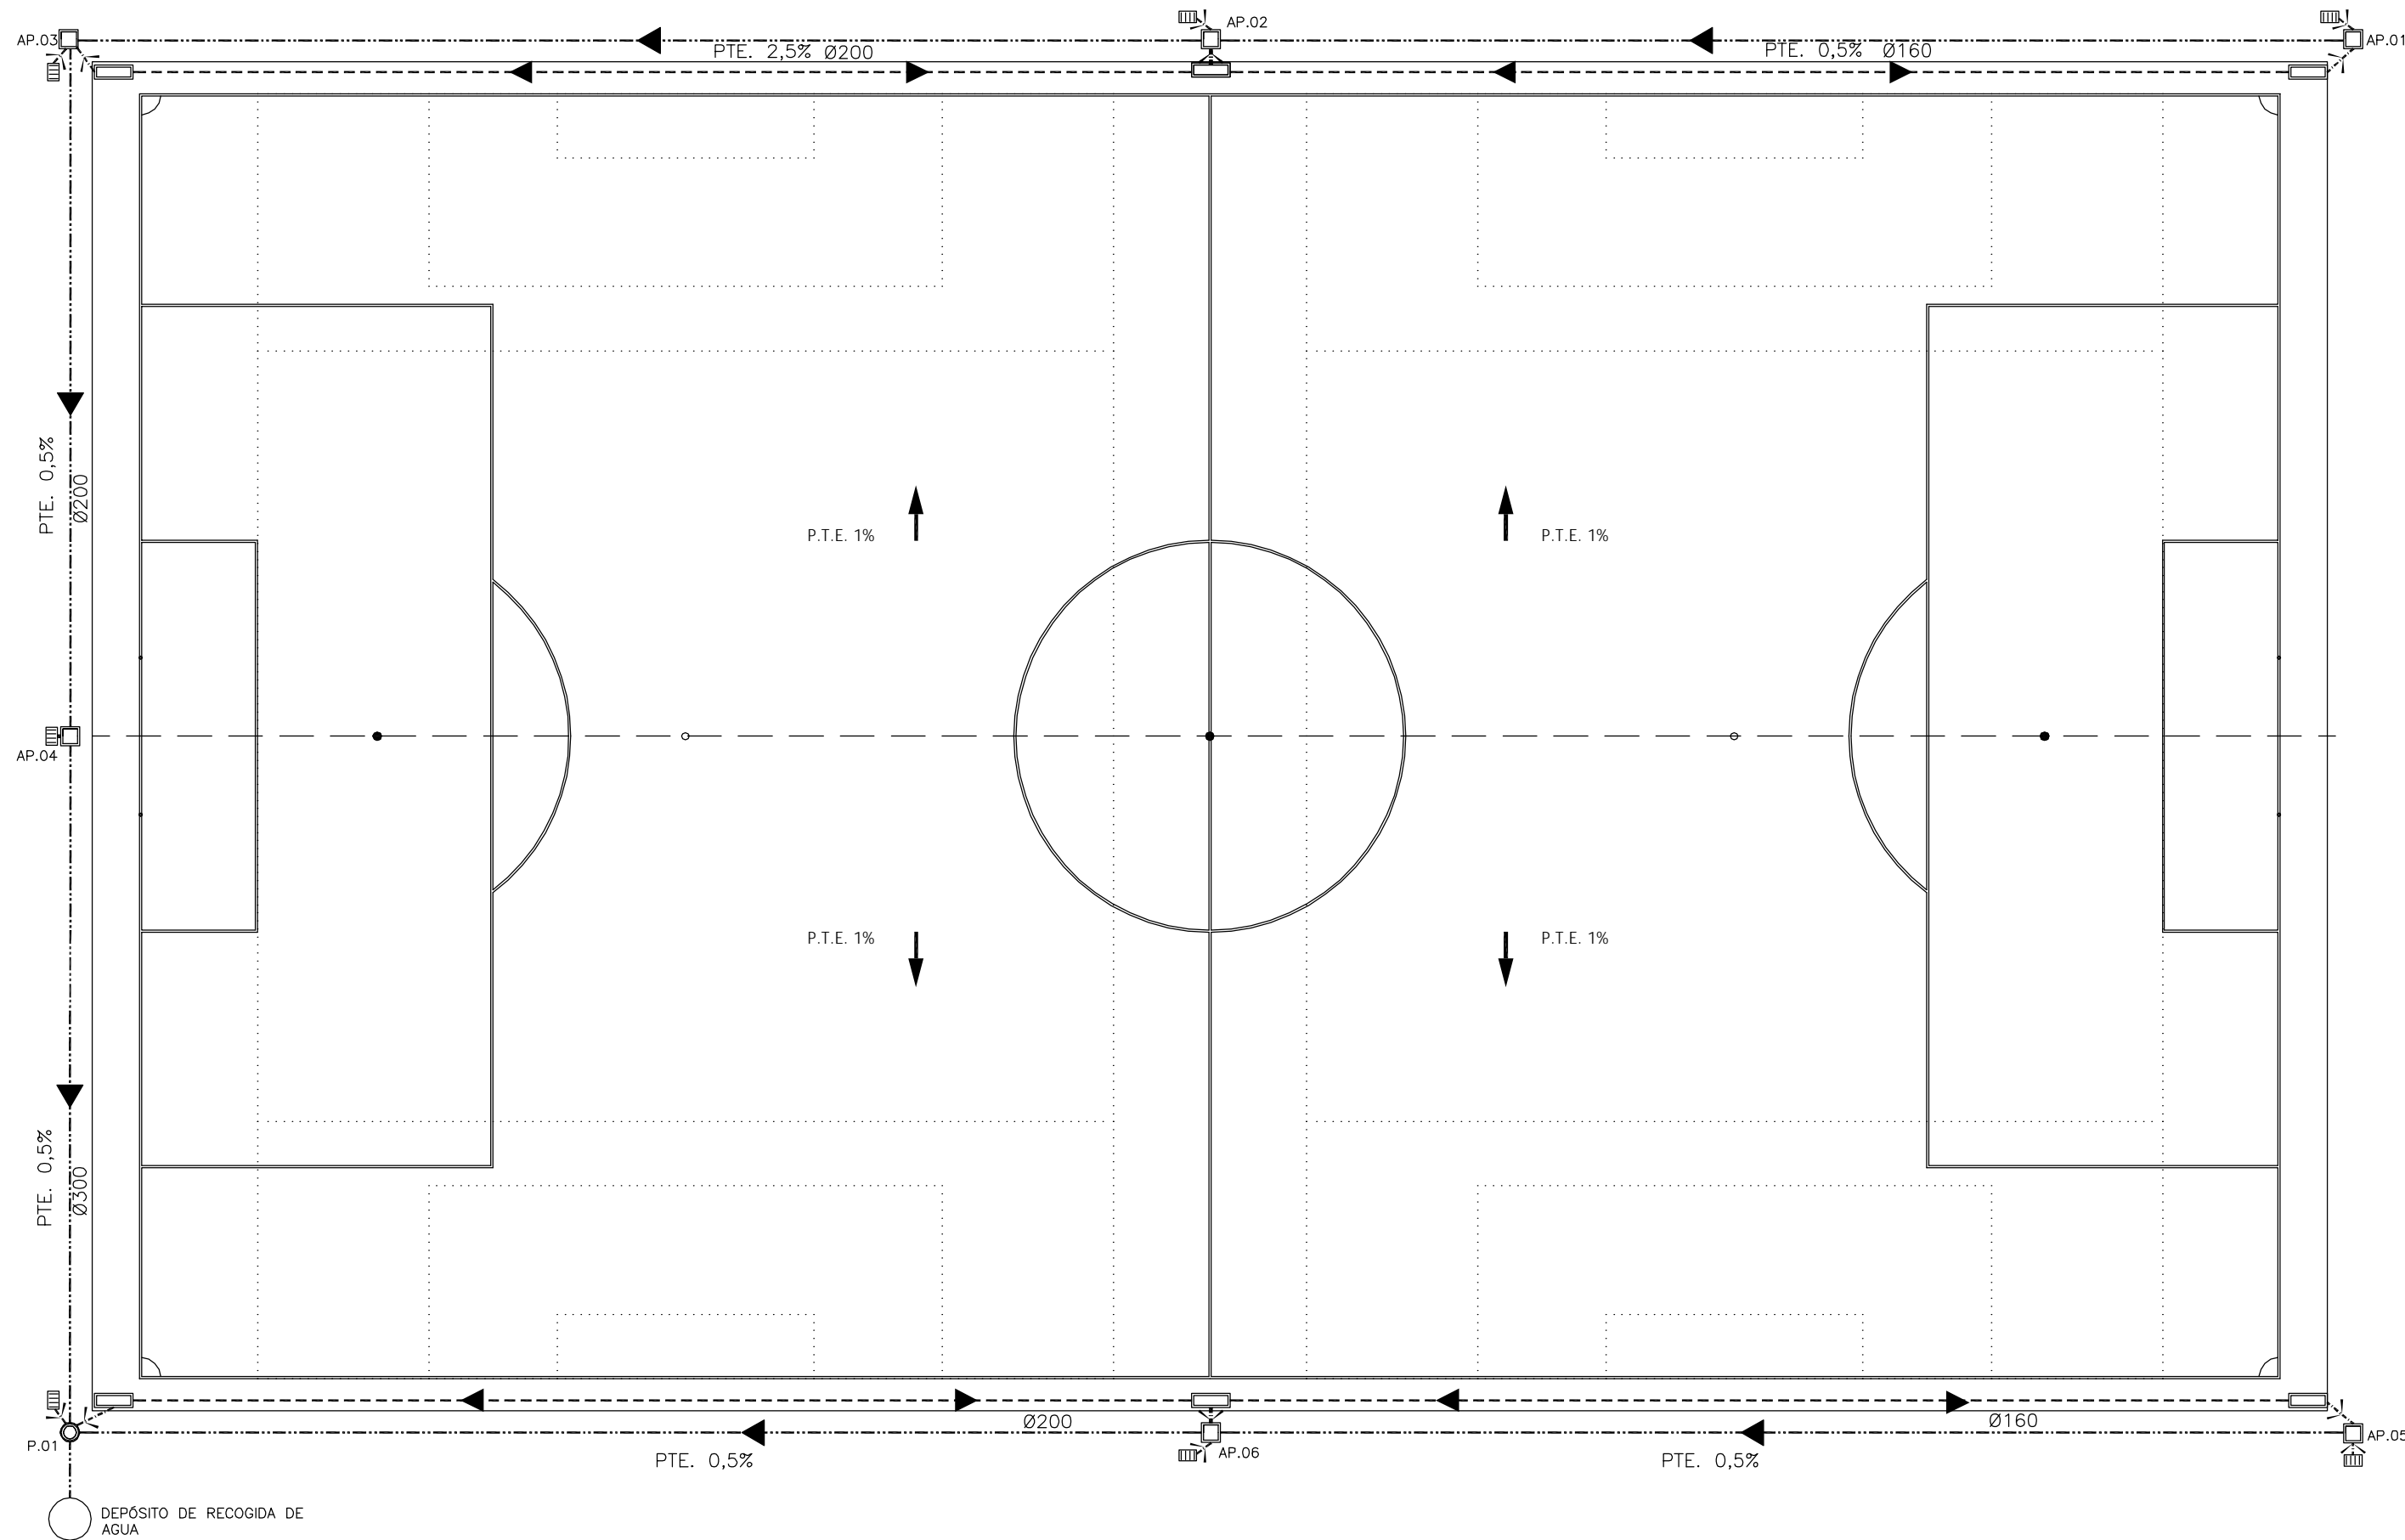 AP.02
AP.03
AP.01
PTE. 2,5% Ø200
PTE. 0,5% Ø160
PTE. 0,5%
Ø200
P.T.E. 1%
P.T.E. 1%
AP.04
P.T.E. 1%
P.T.E. 1%
PTE. 0,5%
Ø300
Ø200
Ø160
P.01
AP.06
AP.05
PTE. 0,5%
PTE. 0,5%
DEPÓSITO DE RECOGIDA DE
AGUA